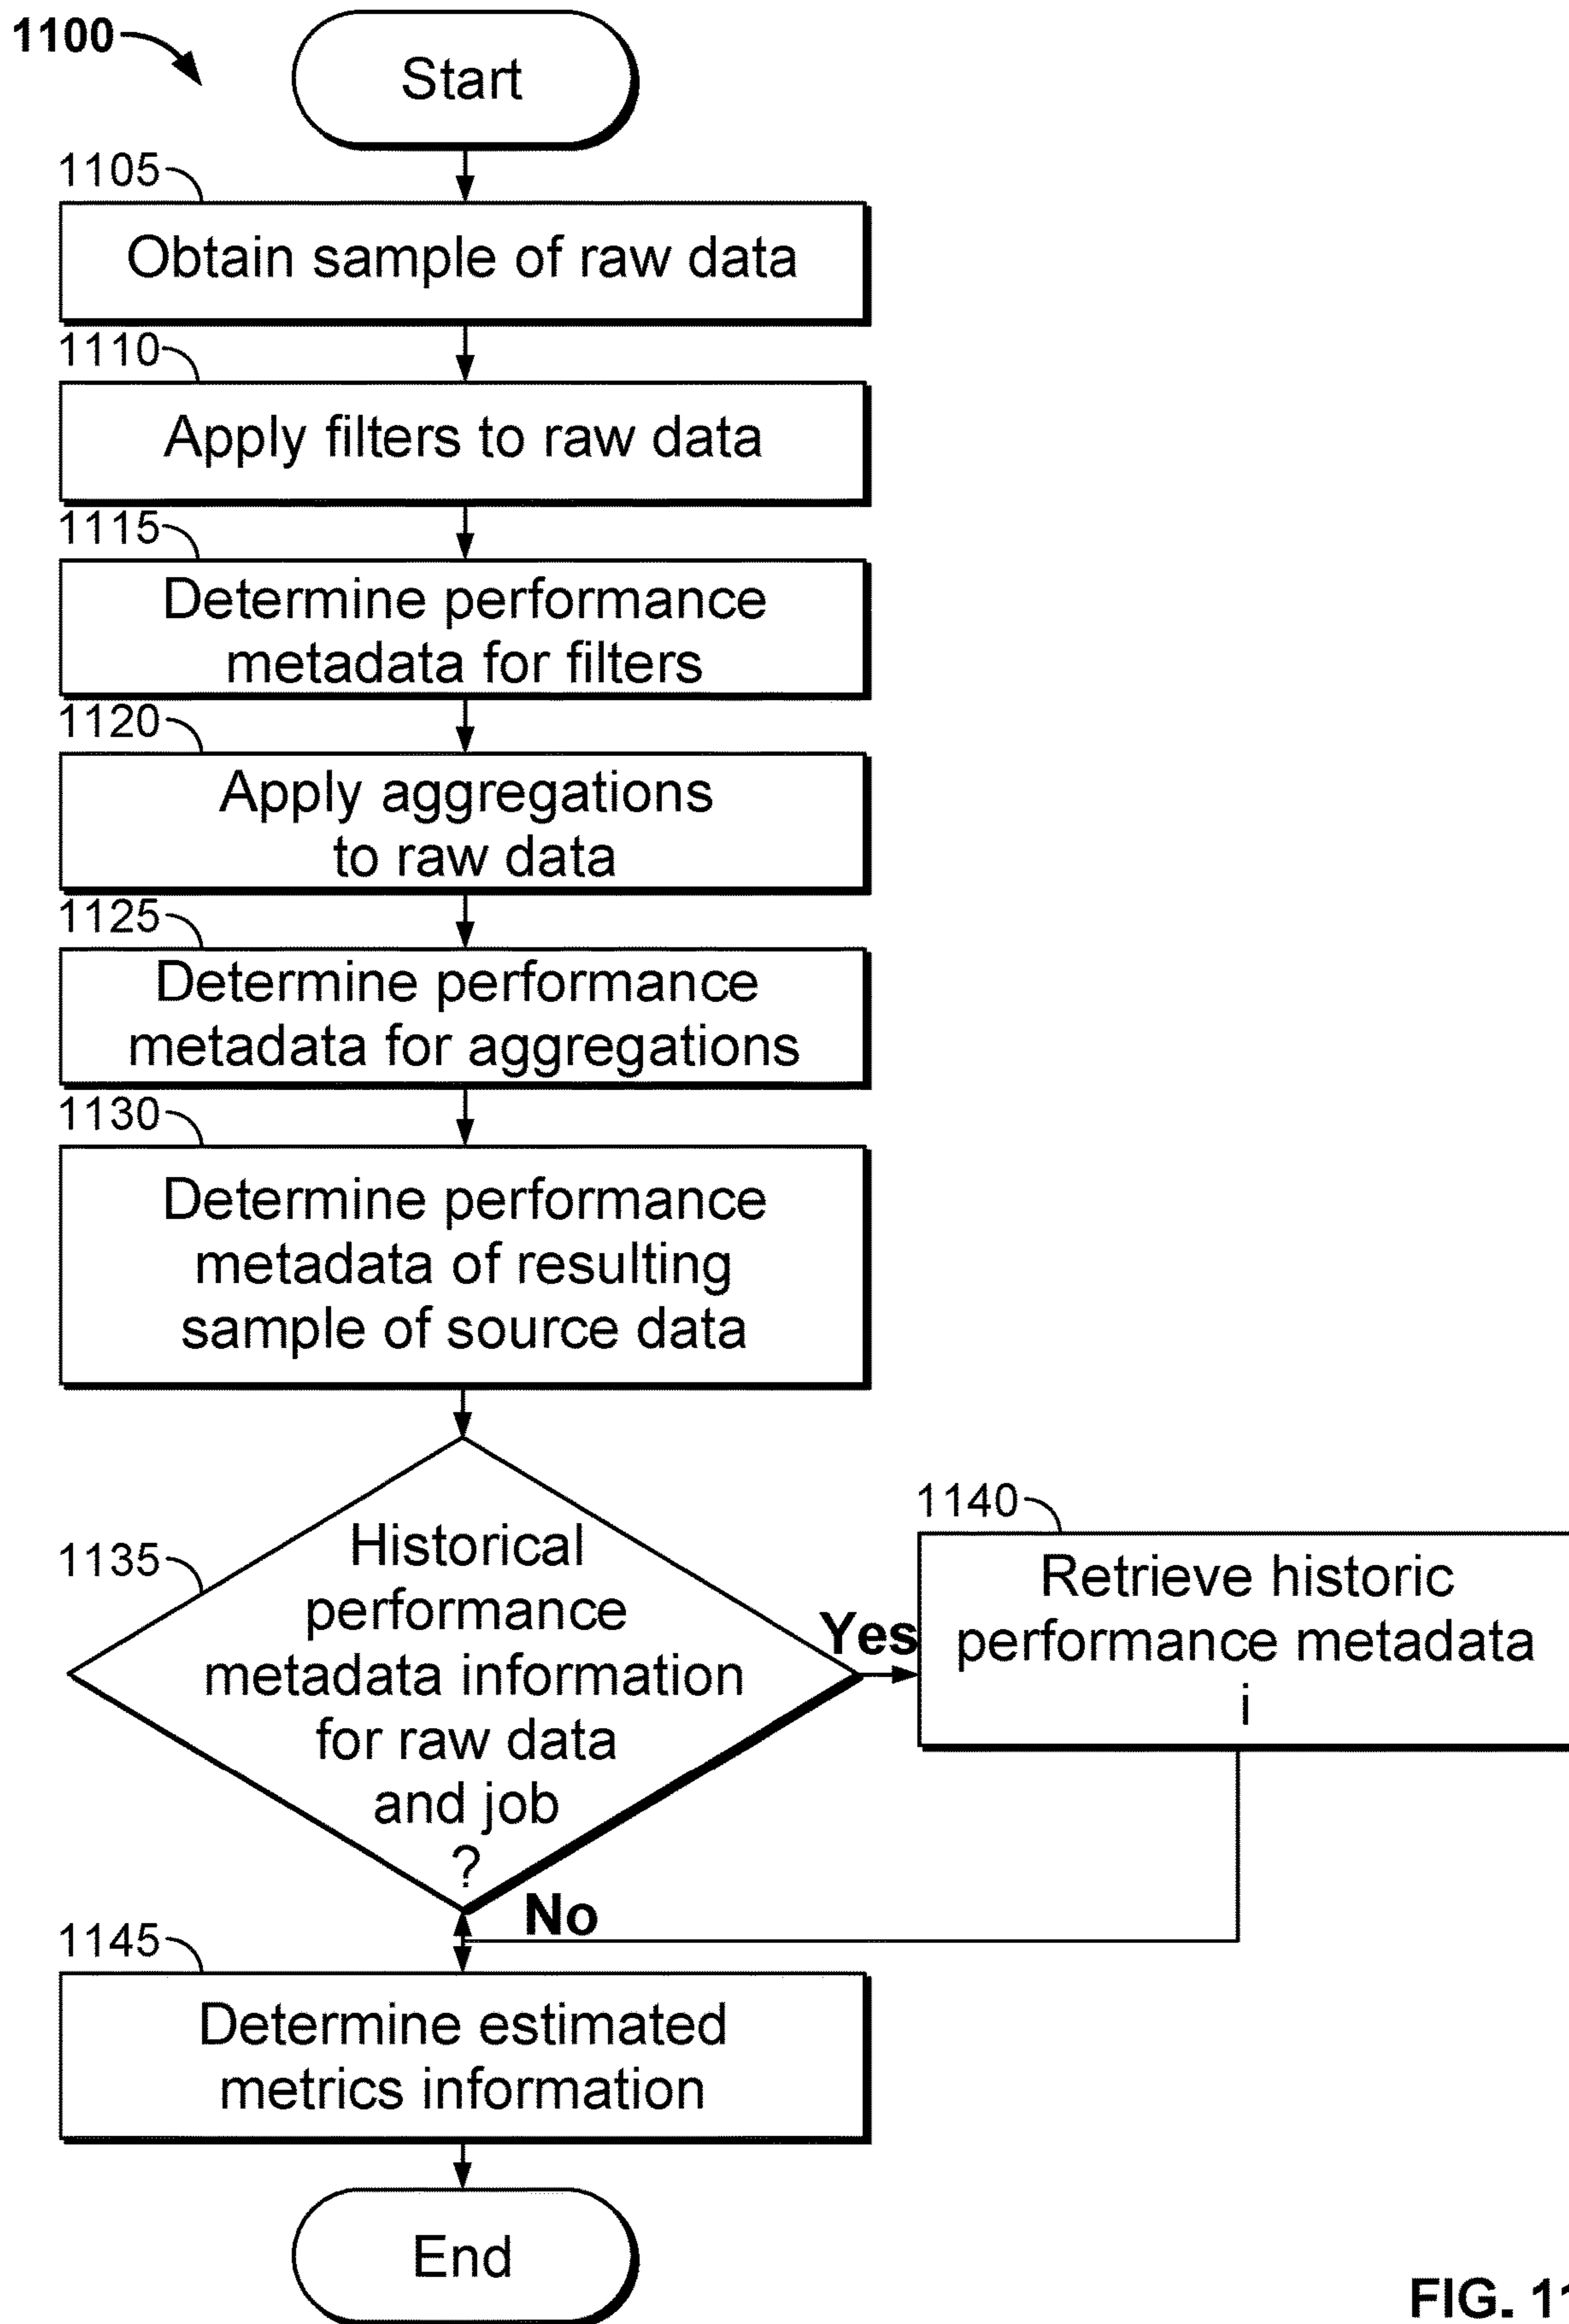 1100
Start
1105
Obtain sample of raw data
1110
Apply filters to raw data
1115
Determine performance
metadata for filters
1120
Apply aggregations
to raw data
1125
Determine performance
metadata for aggregations
1130
Determine performance
metadata of resulting
sample of source data
1135
Historical
performance
metadata information
for raw data
and job
?
Yes
1140
Retrieve historic
performance metadata
i
No
1145
Determine estimated
metrics information
End
FIG. 11